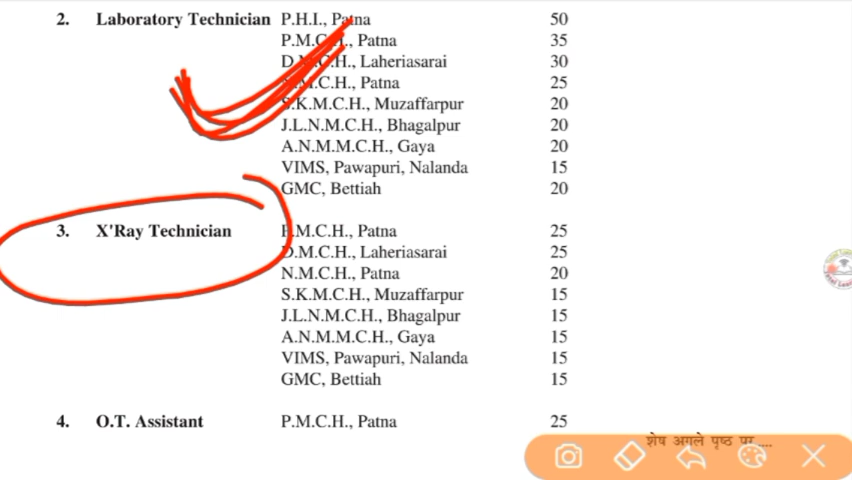 2. Laboratory Technician P.H.I., Patna 50
P.M.C.H., Patna 35
D.M.C.H., Laheriasarai 30
N.M.C.H., Patna 25
S.K.M.C.H., Muzaffarpur 20
J.L.N.M.C.H., Bhagalpur 20
A.N.M.M.C.H., Gaya 20
VIMS, Pawapuri, Nalanda 15
GMC, Bettiah 20
3. X'Ray Technician P.M.C.H., Patna 25
D.M.C.H., Laheriasarai 25
N.M.C.H., Patna 20
S.K.M.C.H., Muzaffarpur 15
J.L.N.M.C.H., Bhagalpur 15
A.N.M.M.C.H., Gaya 15
VIMS, Pawapuri, Nalanda 15
GMC, Bettiah 15
4. O.T. Assistant P.M.C.H., Patna 25
शेष अगले पृष्ठ पर ....